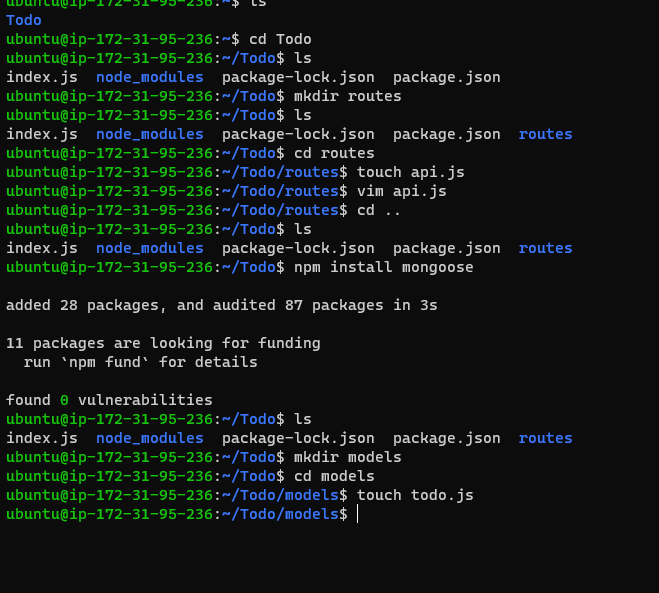 ubuntu@ip-172-31-95-236:~$ ls
Todo
ubuntu@ip-172-31-95-236:~$ cd Todo
ubuntu@ip-172-31-95-236:~/Todo$ ls
index.js  node_modules  package-lock.json  package.json
ubuntu@ip-172-31-95-236:~/Todo$ mkdir routes
ubuntu@ip-172-31-95-236:~/Todo$ ls
index.js  node_modules  package-lock.json  package.json  routes
ubuntu@ip-172-31-95-236:~/Todo$ cd routes
ubuntu@ip-172-31-95-236:~/Todo/routes$ touch api.js
ubuntu@ip-172-31-95-236:~/Todo/routes$ vim api.js
ubuntu@ip-172-31-95-236:~/Todo/routes$ cd ..
ubuntu@ip-172-31-95-236:~/Todo$ ls
index.js  node_modules  package-lock.json  package.json  routes
ubuntu@ip-172-31-95-236:~/Todo$ npm install mongoose
added 28 packages, and audited 87 packages in 3s
11 packages are looking for funding
  run `npm fund` for details
found 0 vulnerabilities
ubuntu@ip-172-31-95-236:~/Todo$ ls
index.js  node_modules  package-lock.json  package.json  routes
ubuntu@ip-172-31-95-236:~/Todo$ mkdir models
ubuntu@ip-172-31-95-236:~/Todo$ cd models
ubuntu@ip-172-31-95-236:~/Todo/models$ touch todo.js
ubuntu@ip-172-31-95-236:~/Todo/models$